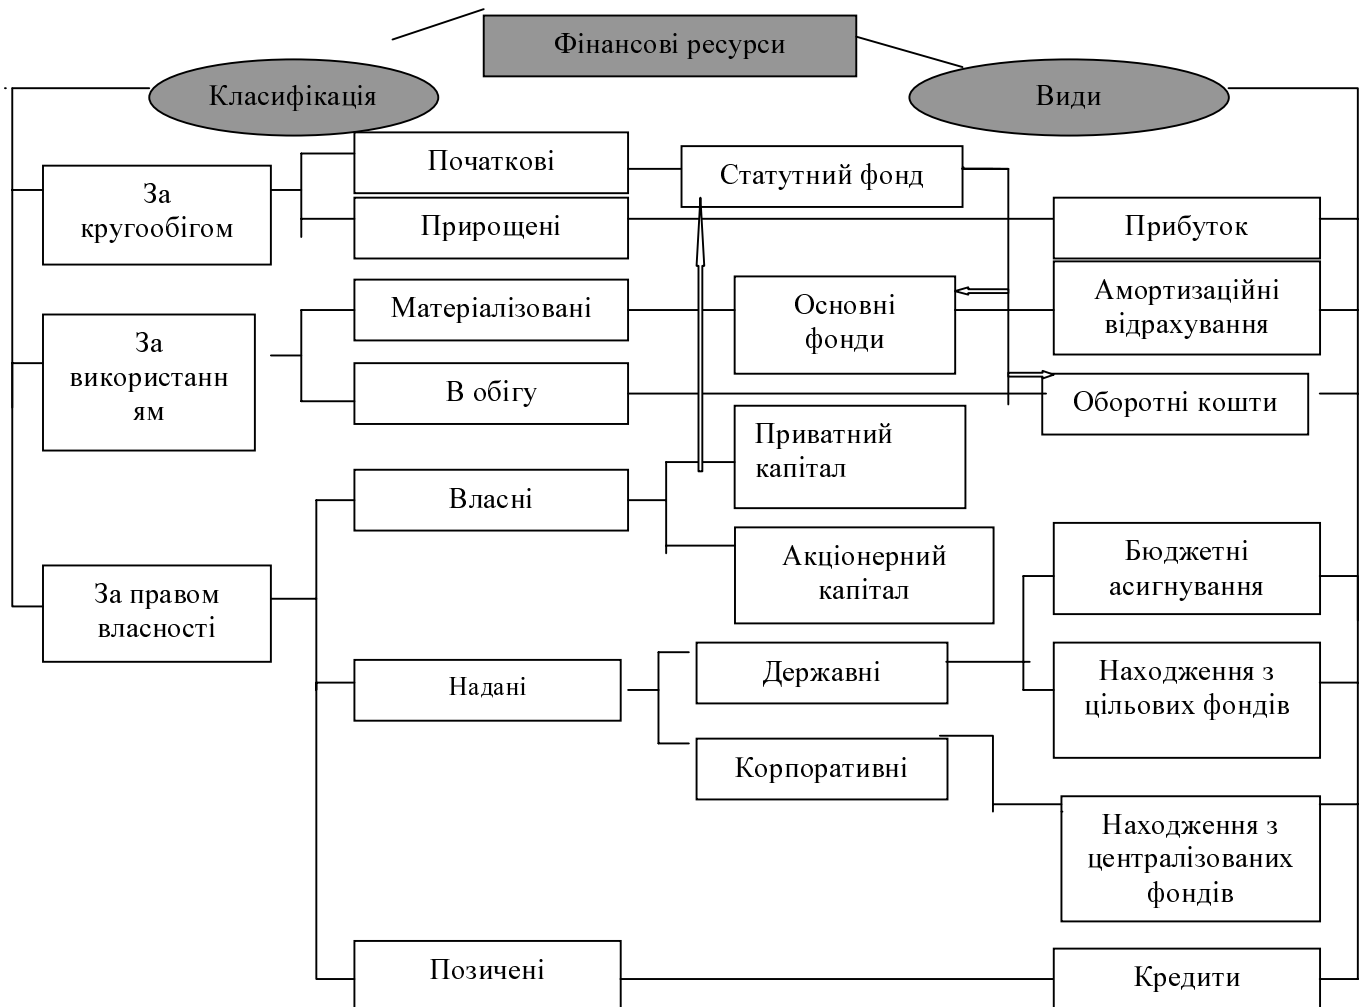 Фінансові ресурси
Класифікація
Види
Початкові
Статутний фонд
За
кругообігом
Прирощені
Прибуток
Матеріалізовані
Основні
фонди
Амортизаційні
відрахування
За
використанн
ям
В обігу
Оборотні кошти
Приватний
капітал
Власні
Акціонерний
капітал
Бюджетні
асигнування
За правом
власності
Надані
Державні
Находження з
цільових фондів
Корпоративні
Находження з
централізованих
фондів
Позичені
Кредити